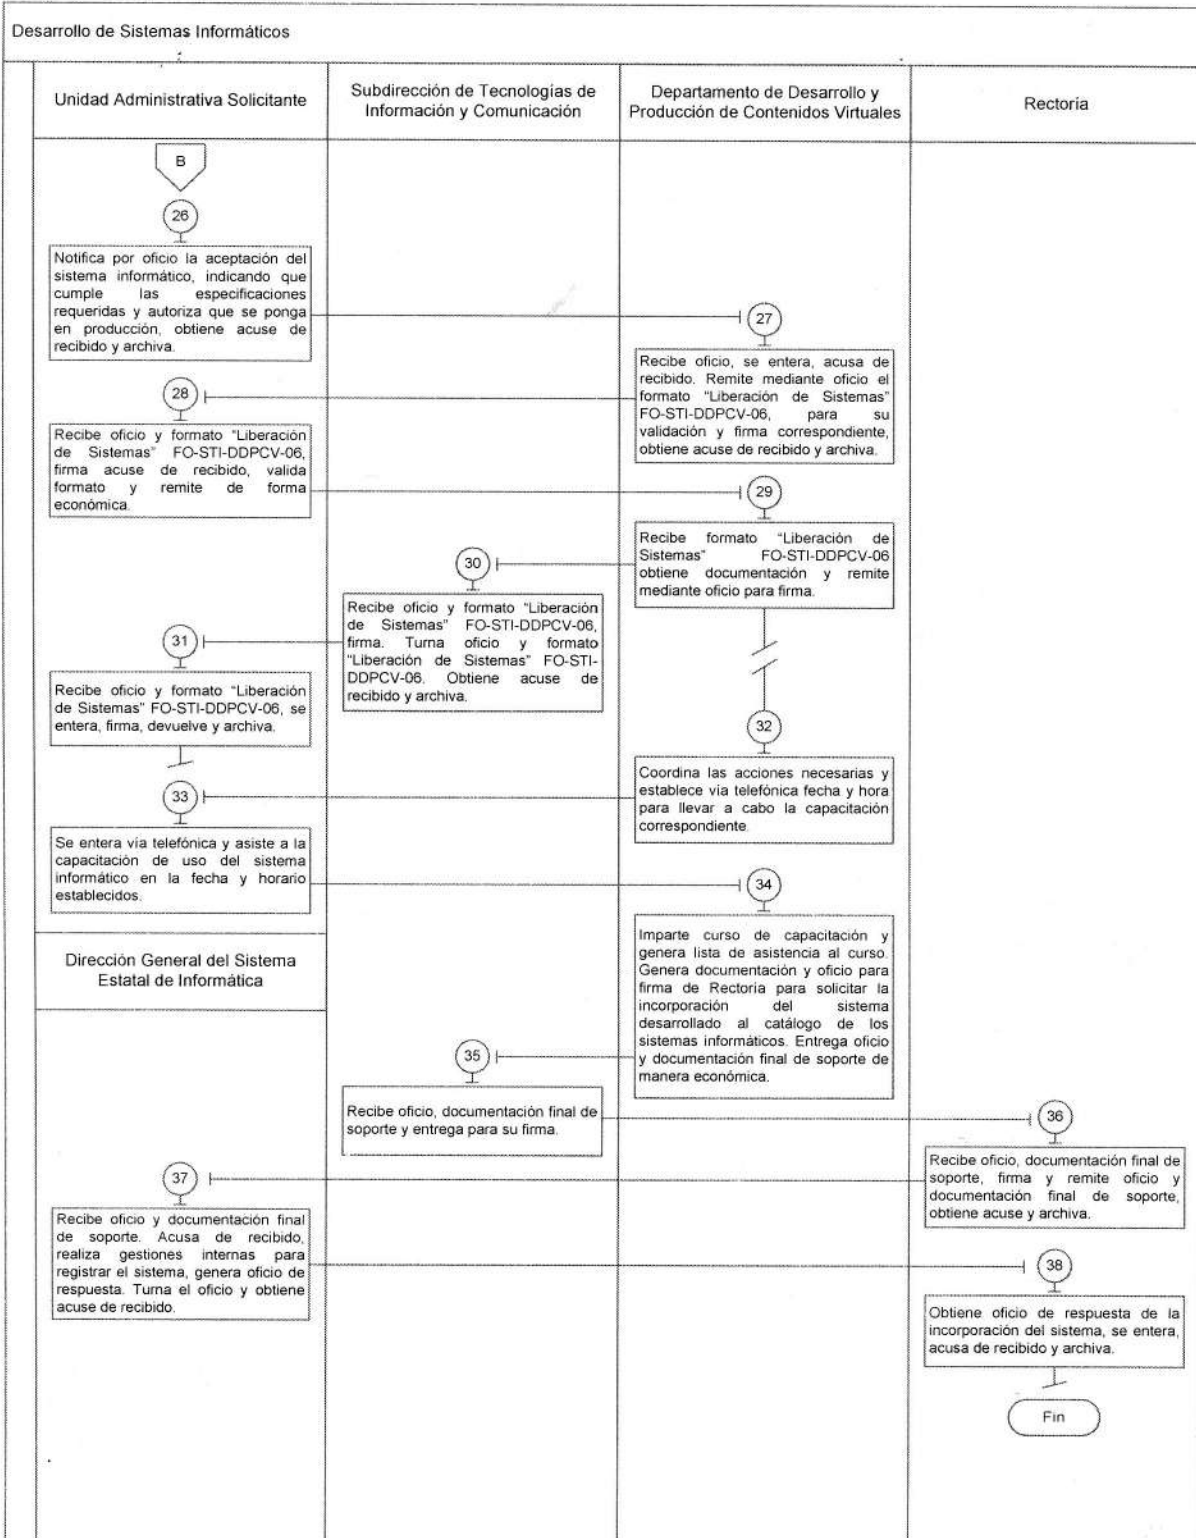 Desarrollo de Sistemas Informáticos
Unidad Administrativa Solicitante
Subdirección de Tecnologías de
Información y Comunicación
Departamento de Desarrollo y
Producción de Contenidos Virtuales
Rectoría
B
26
Notifica por oficio la aceptación del
sistema informático, indicando que
cumple las especificaciones
requeridas y autoriza que se ponga
en producción, obtiene acuse de
recibido y archiva.
27
Recibe oficio, se entera, acusa de
recibido. Remite mediante oficio el
formato “Liberación de Sistemas”
FO-STI-DDPCV-06, para su
validación y firma correspondiente,
obtiene acuse de recibido y archiva.
28
Recibe oficio y formato “Liberación
de Sistemas” FO-STI-DDPCV-06,
firma acuse de recibido, valida
formato y remite de forma
económica.
29
Recibe formato “Liberación de
Sistemas” FO-STI-DDPCV-06
obtiene documentación y remite
mediante oficio para firma.
30
Recibe oficio y formato “Liberación
de Sistemas” FO-STI-DDPCV-06,
firma. Turna oficio y formato
“Liberación de Sistemas” FO-STI-
DDPCV-06. Obtiene acuse de
recibido y archiva.
31
Recibe oficio y formato “Liberación
de Sistemas” FO-STI-DDPCV-06, se
entera, firma, devuelve y archiva.
32
Coordina las acciones necesarias y
establece vía telefónica fecha y hora
para llevar a cabo la capacitación
correspondiente.
33
Se entera vía telefónica y asiste a la
capacitación de uso del sistema
informático en la fecha y horario
establecidos.
34
Imparte curso de capacitación y
genera lista de asistencia al curso.
Genera documentación y oficio para
firma de Rectoría para solicitar la
incorporación del sistema
desarrollado al catálogo de los
sistemas informáticos. Entrega oficio
y documentación final de soporte de
manera económica.
Dirección General del Sistema
Estatal de Informática
35
Recibe oficio, documentación final de
soporte y entrega para su firma.
36
Recibe oficio, documentación final de
soporte, firma y remite oficio y
documentación final de soporte,
obtiene acuse y archiva.
37
Recibe oficio y documentación final
de soporte. Acusa de recibido,
realiza gestiones internas para
registrar el sistema, genera oficio de
respuesta. Turna el oficio y obtiene
acuse de recibido.
38
Obtiene oficio de respuesta de la
incorporación del sistema, se entera,
acusa de recibido y archiva.
Fin